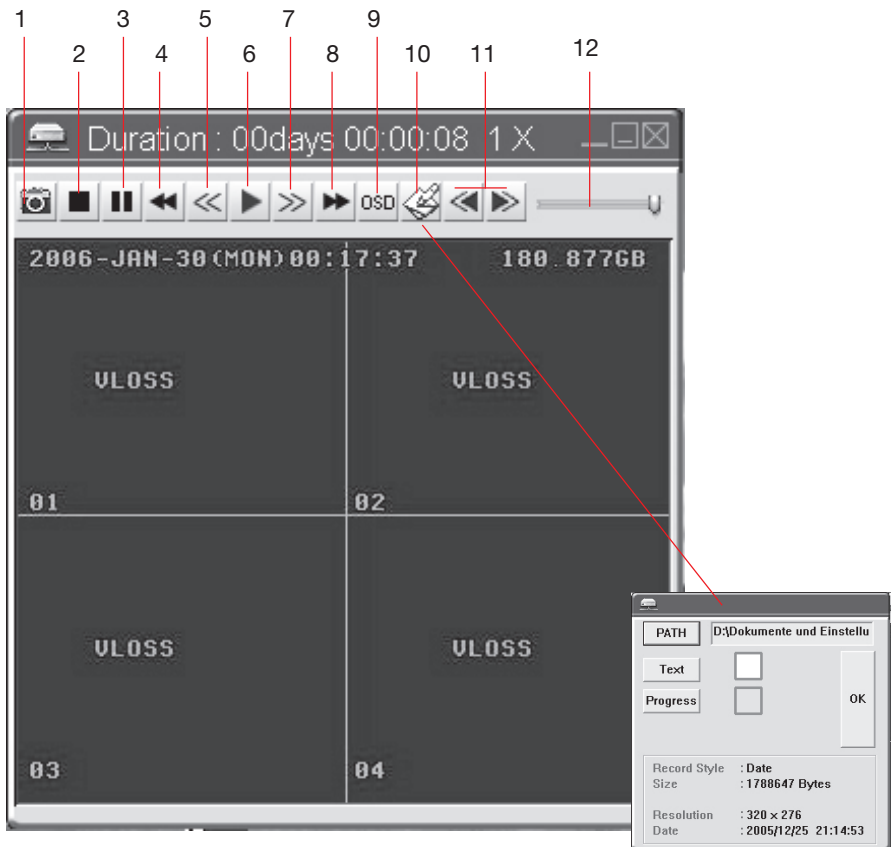 1 3 5 7 9
2 4 6 8 10 11 12
Duration : 00days 00:00:08 1 X
OSD
2006-JAN-30(MON)00:17:37 180.877GB
VLOSS VLOSS
01 02
VLOSS VLOSS
03 04
PATH D:\Dokumente und Einstellu
Text
Progress OK
Record Style : Date
Size : 1788647 Bytes
Resolution : 320 × 276
Date : 2005/12/25 21:14:53